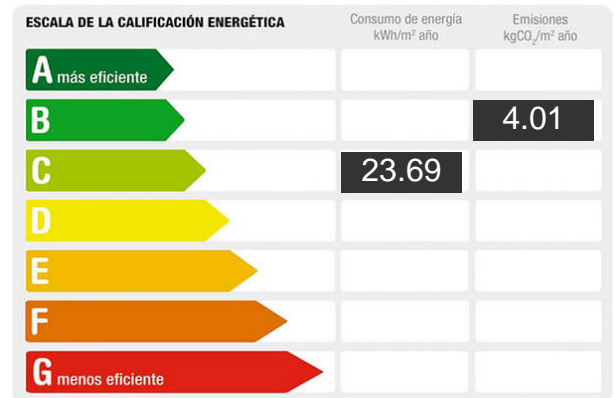 ESCALA DE LA CALIFICACIÓN ENERGÉTICA
Consumo de energía
kWh/m² año
Emisiones
kgCO₂/m² año
A más eficiente
B
4.01
C
23.69
D
E
F
G menos eficiente